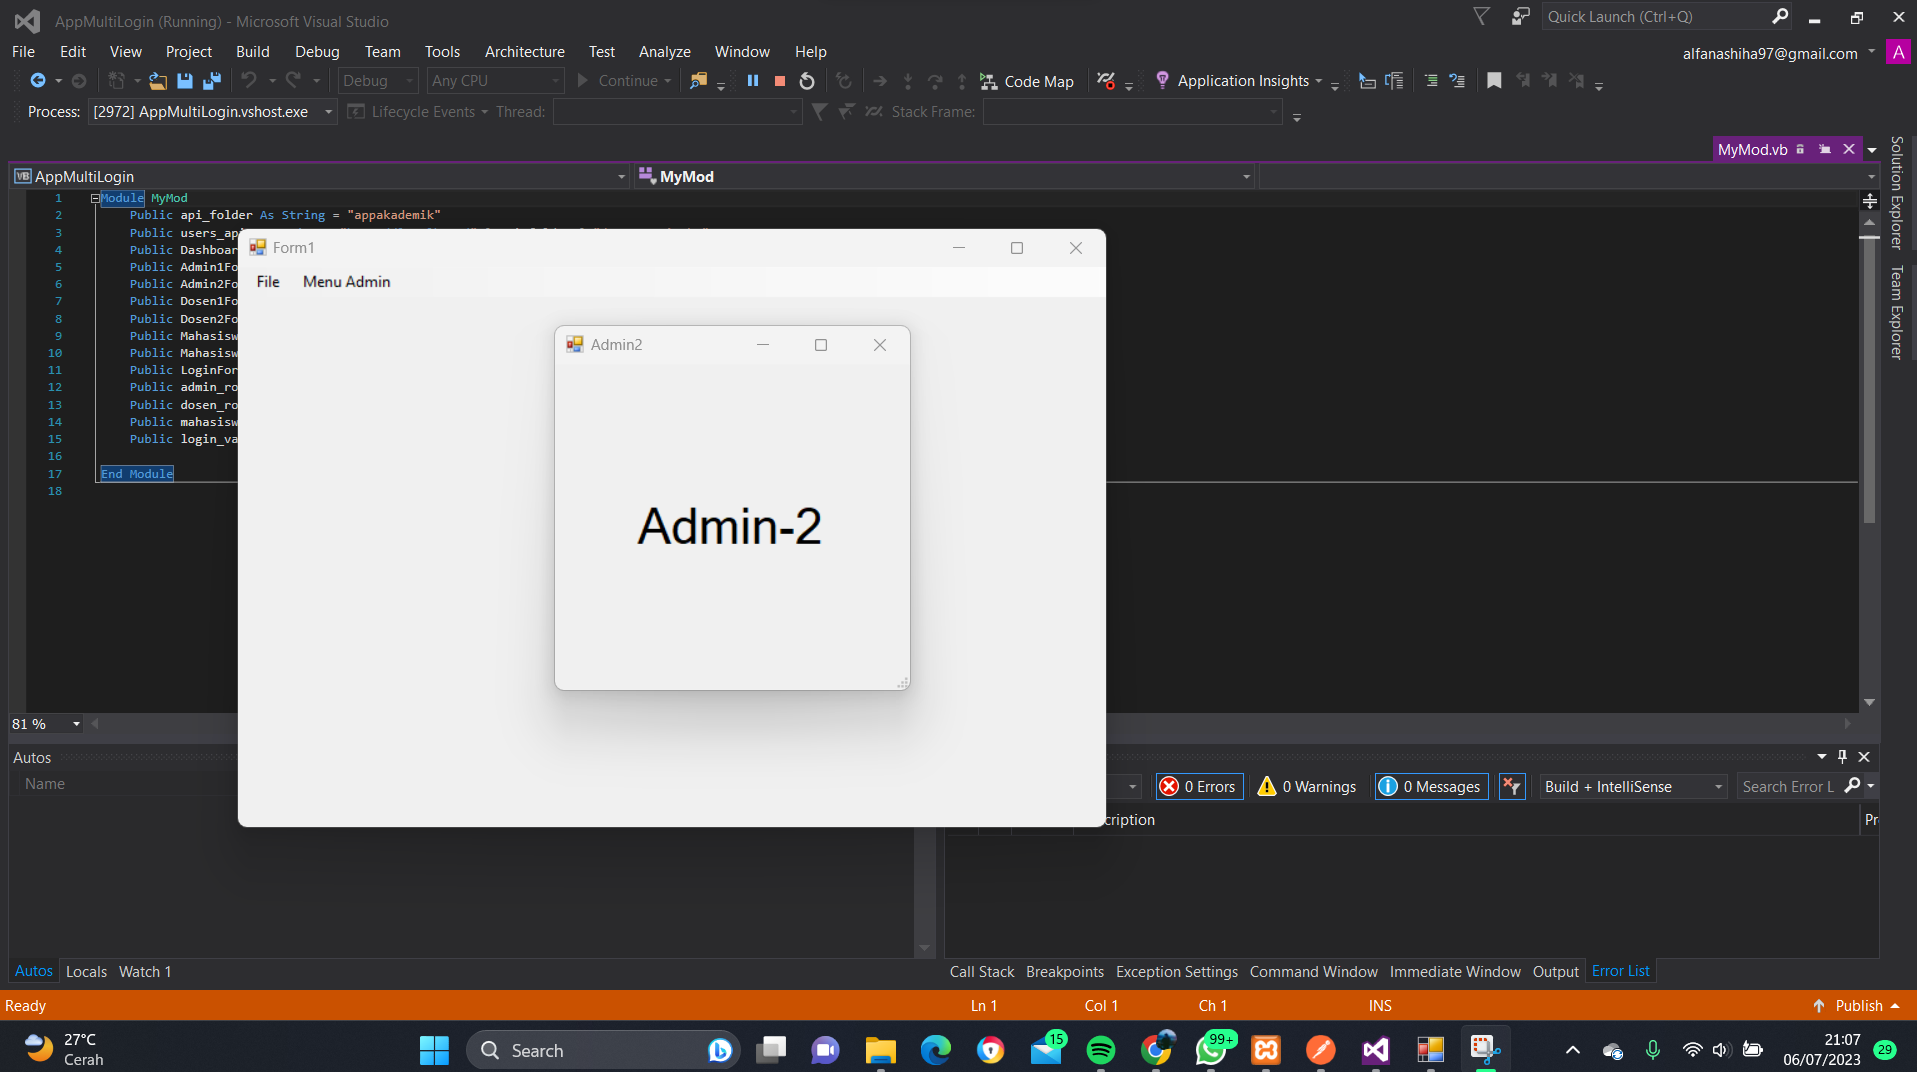 AppMultiLogin (Running) - Microsoft Visual Studio
Quick Launch (Ctrl+Q)
File Edit View Project Build Debug Team Tools Architecture Test Analyze Window Help
alfanashiha97@gmail.com A
Debug Any CPU Continue Code Map Application Insights
Process: [2972] AppMultiLogin.vshost.exe Lifecycle Events Thread: Stack Frame:
MyMod.vb
Solution Explorer
Team Explorer
VB AppMultiLogin MyMod
1 Module MyMod
2 Public api_folder As String = "appakademik"
3 Public users_api
4 Public Dashboar
5 Public Admin1Fo
6 Public Admin2Fo
7 Public Dosen1Fo
8 Public Dosen2Fo
9 Public Mahasisw
10 Public Mahasisw
11 Public LoginFor
12 Public admin_ro
13 Public dosen_ro
14 Public mahasisw
15 Public login_va
16
17 End Module
18
Form1
File Menu Admin
Admin2
Admin-2
81 %
Autos
Name
0 Errors 0 Warnings 0 Messages Build + IntelliSense Search Error L
cription Pr
Autos Locals Watch 1
Call Stack Breakpoints Exception Settings Command Window Immediate Window Output Error List
Ready Ln 1 Col 1 Ch 1 INS Publish
27°C
Cerah
Search
15
99+
21:07
06/07/2023
29